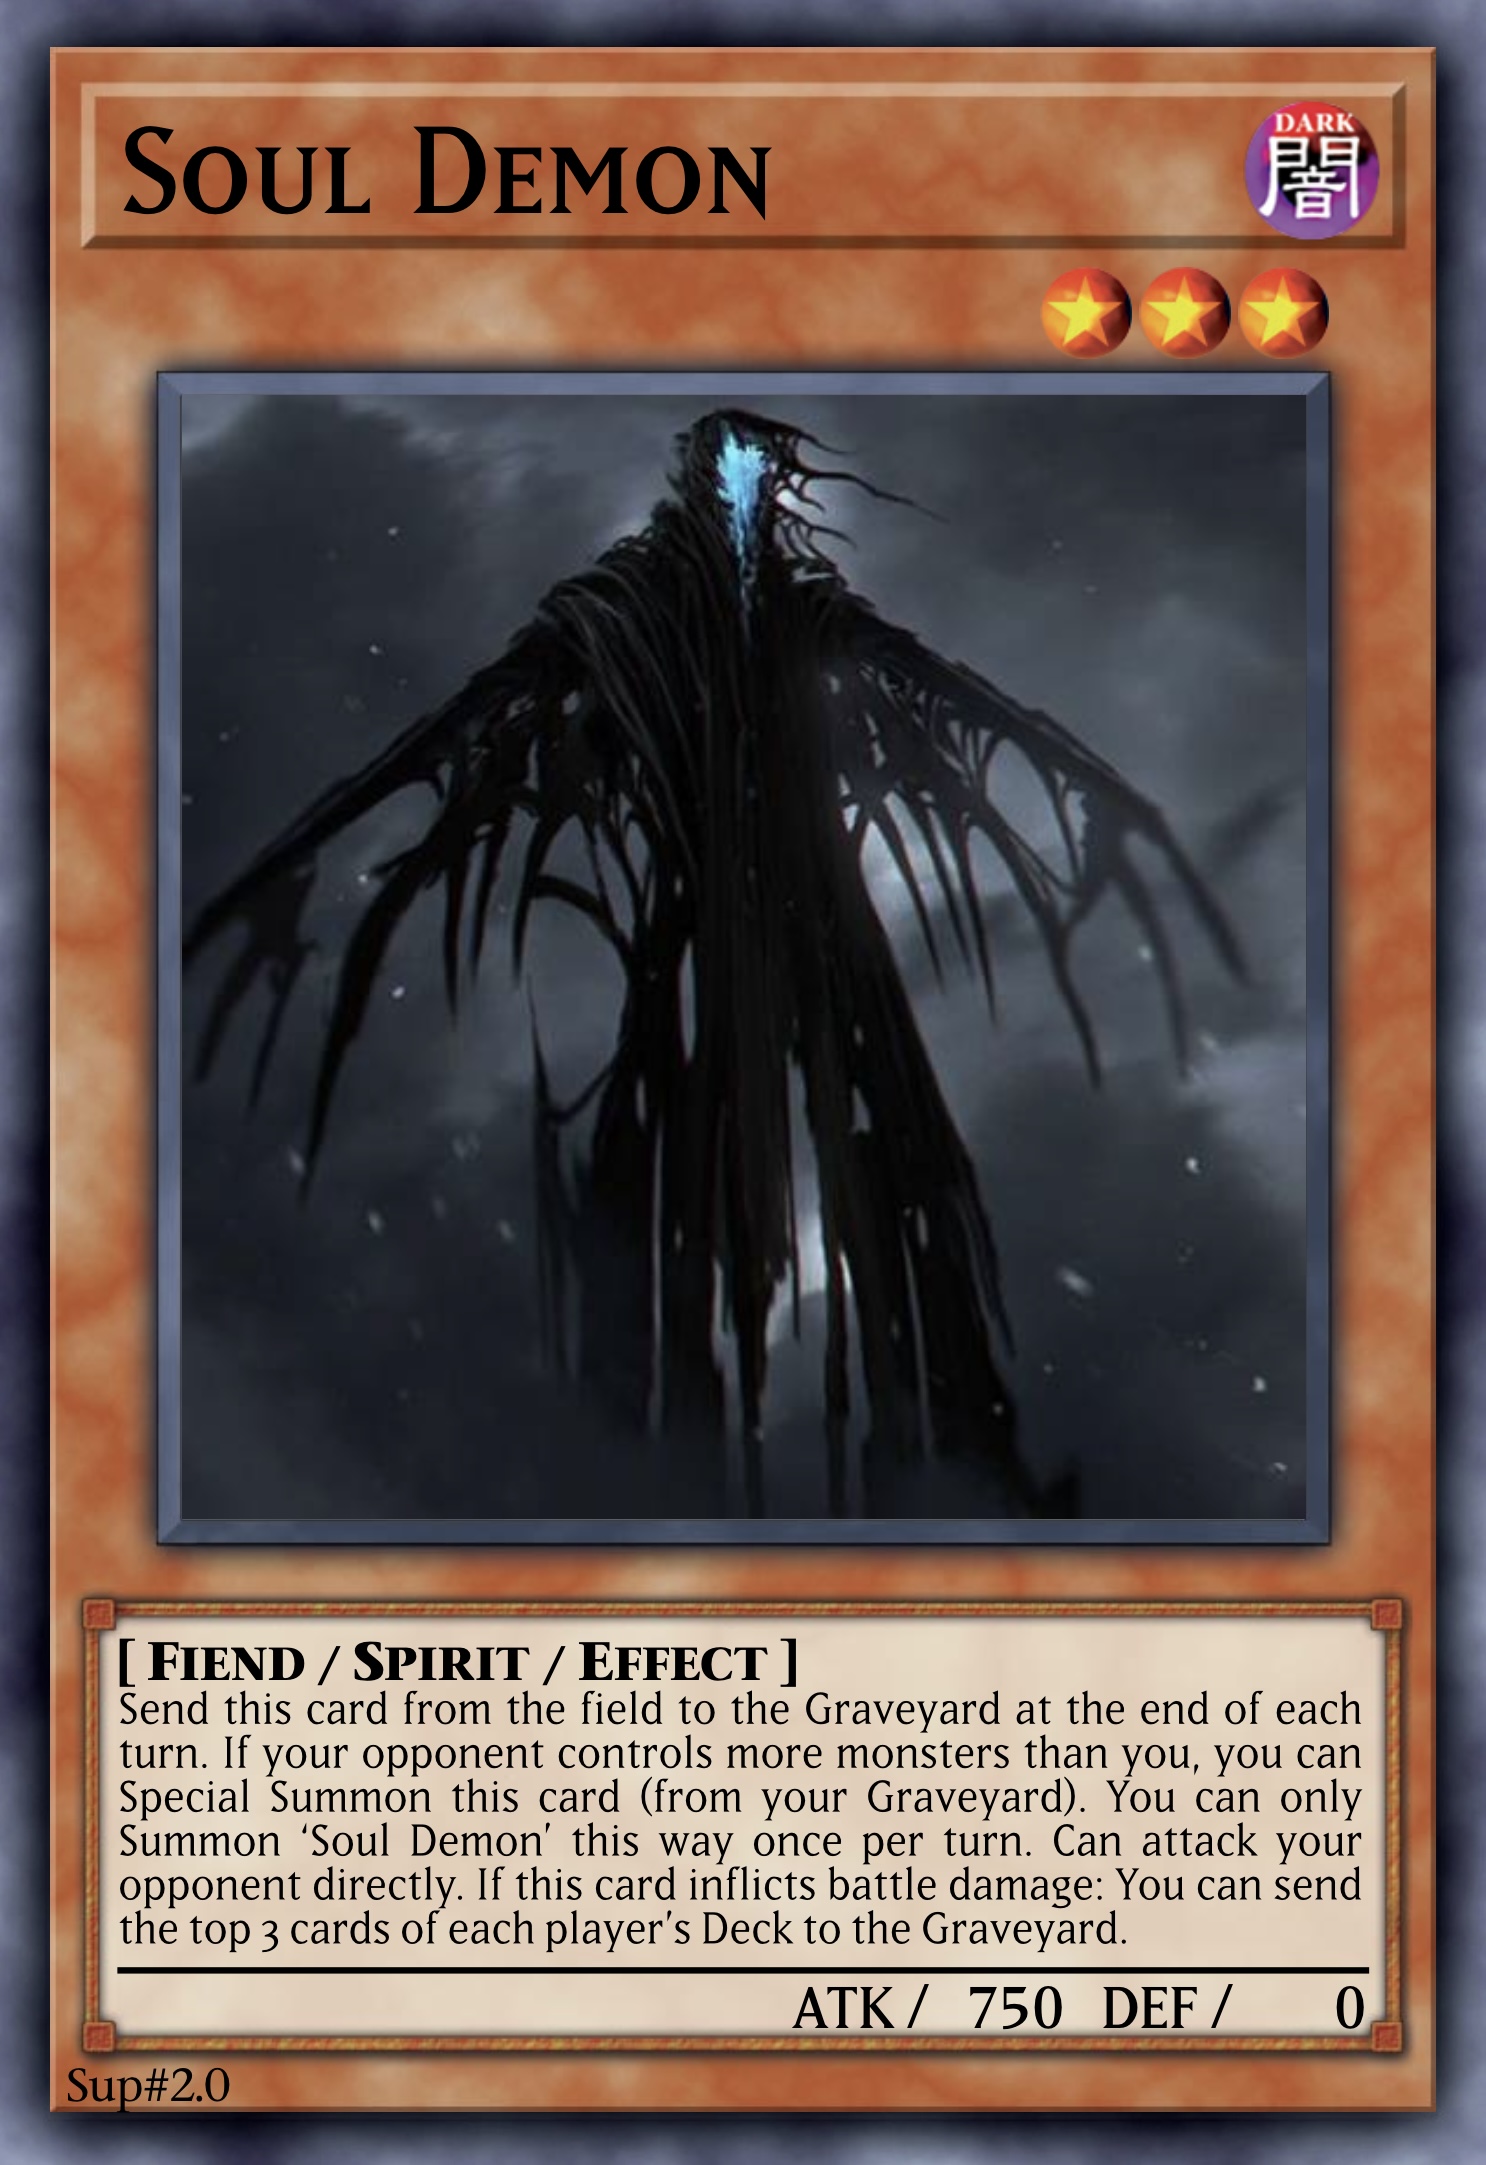 Soul Demon
DARK
闇
[ Fiend / Spirit / Effect ]
Send this card from the field to the Graveyard at the end of each
turn. If your opponent controls more monsters than you, you can
Special Summon this card (from your Graveyard). You can only
Summon ‘Soul Demon' this way once per turn. Can attack your
opponent directly. If this card inflicts battle damage: You can send
the top 3 cards of each player's Deck to the Graveyard.
ATK / 750 DEF / 0
Sup#2.0